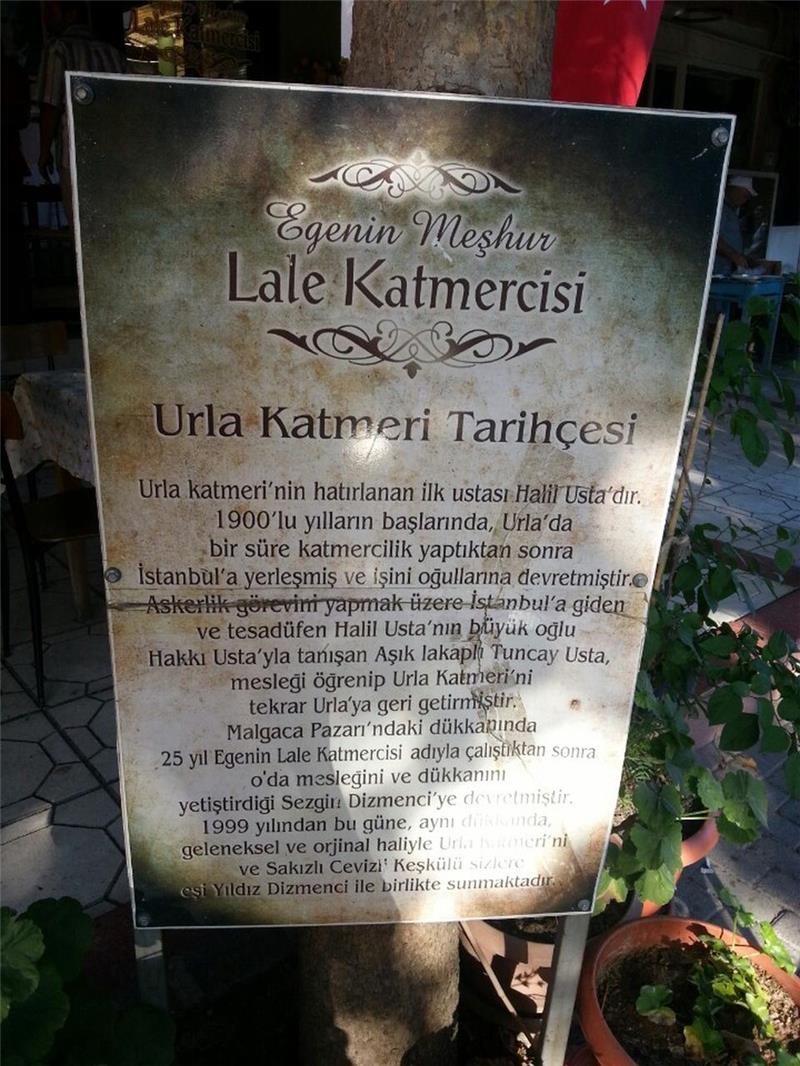 Lale Katmercisi
Egenin Meşhur
Lale Katmercisi
Urla Katmeri Tarihçesi
Urla katmeri'nin hatırlanan ilk ustası Halil Usta'dır.
1900'lu yılların başlarında, Urla'da
bir süre katmercilik yaptıktan sonra
İstanbul'a yerleşmiş ve işini oğullarına devretmiştir.
Askerlik görevini yapmak üzere İstanbul'a giden
ve tesadüfen Halil Usta'nın büyük oğlu
Hakkı Usta'yla tanışan Aşık lakaplı Tuncay Usta,
mesleği öğrenip Urla Katmeri'ni
tekrar Urla'ya geri getirmiştir.
Malgaca Pazarı'ndaki dükkanında
25 yıl Egenin Lale Katmercisi adıyla çalıştıktan sonra
o'da mesleğini ve dükkanını
yetiştirdiği Sezgin Dizmenci'ye devretmiştir.
1999 yılından bu güne, aynı dükkanda,
geleneksel ve orjinal haliyle Urla Katmeri'ni
ve Sakızlı Cevizli Keşkülü sizlere
eşi Yıldız Dizmenci ile birlikte sunmaktadır.